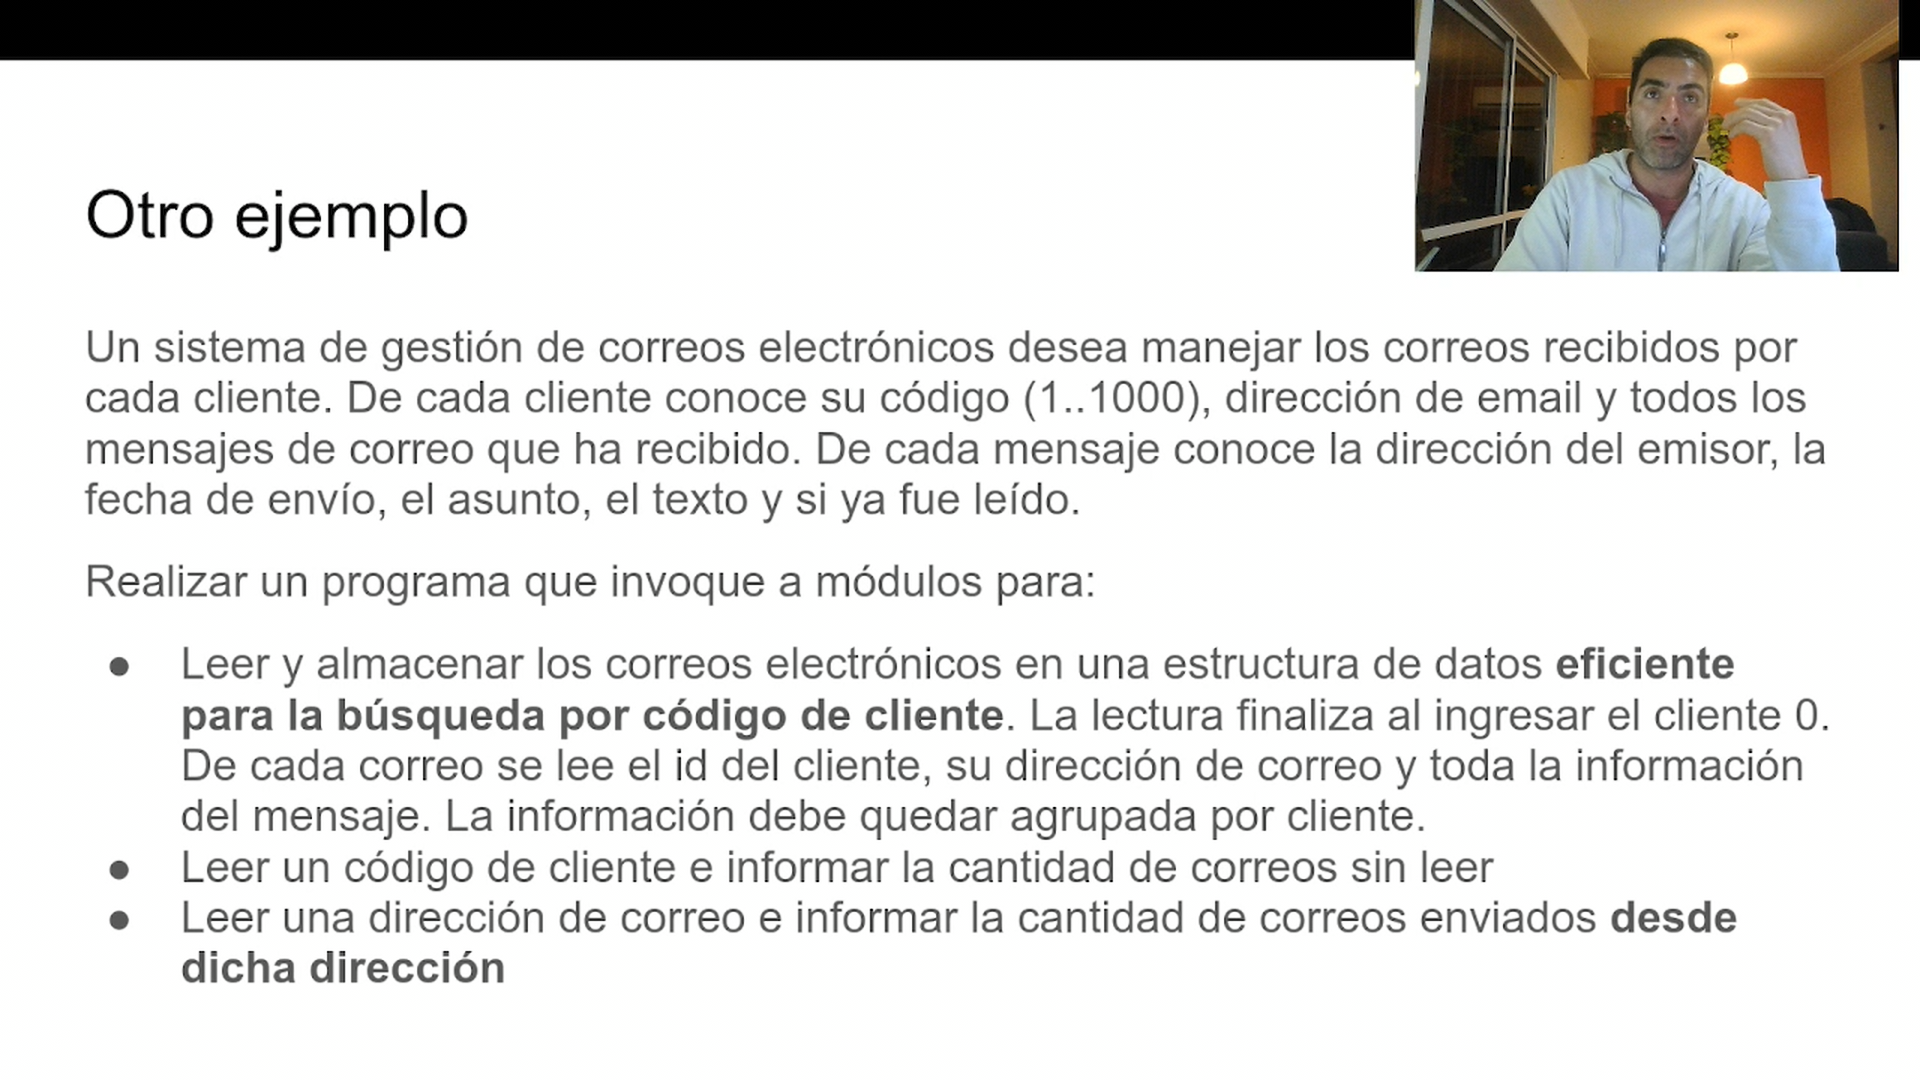 Otro ejemplo
Un sistema de gestión de correos electrónicos desea manejar los correos recibidos por
cada cliente. De cada cliente conoce su código (1..1000), dirección de email y todos los
mensajes de correo que ha recibido. De cada mensaje conoce la dirección del emisor, la
fecha de envío, el asunto, el texto y si ya fue leído.
Realizar un programa que invoque a módulos para:
● Leer y almacenar los correos electrónicos en una estructura de datos eficiente
para la búsqueda por código de cliente. La lectura finaliza al ingresar el cliente 0.
De cada correo se lee el id del cliente, su dirección de correo y toda la información
del mensaje. La información debe quedar agrupada por cliente.
● Leer un código de cliente e informar la cantidad de correos sin leer
● Leer una dirección de correo e informar la cantidad de correos enviados desde
dicha dirección